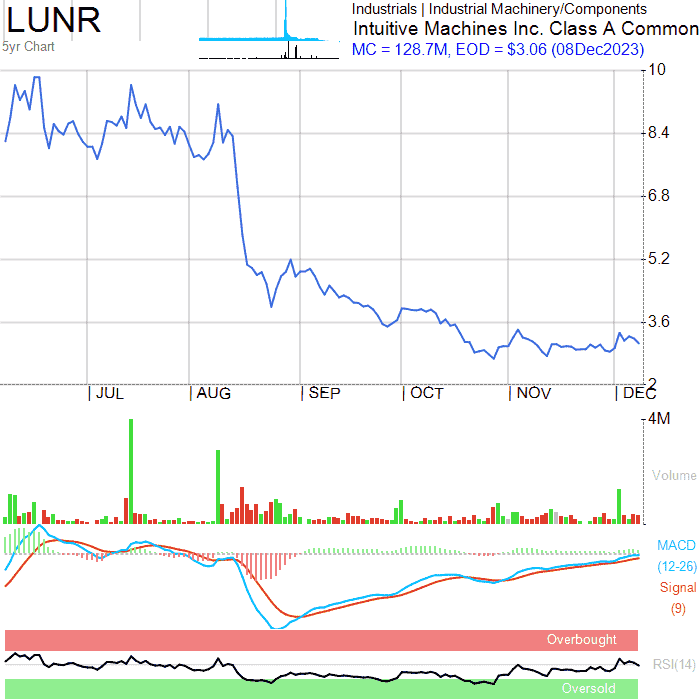 LUNR
5yr Chart
Industrials | Industrial Machinery/Components
Intuitive Machines Inc. Class A Common
MC = 128.7M, EOD = $3.06 (08Dec2023)
10
8.4
6.8
5.2
3.6
2
JUL AUG SEP OCT NOV DEC
4M
Volume
MACD
(12-26)
Signal
(9)
Overbought
RSI(14)
Oversold